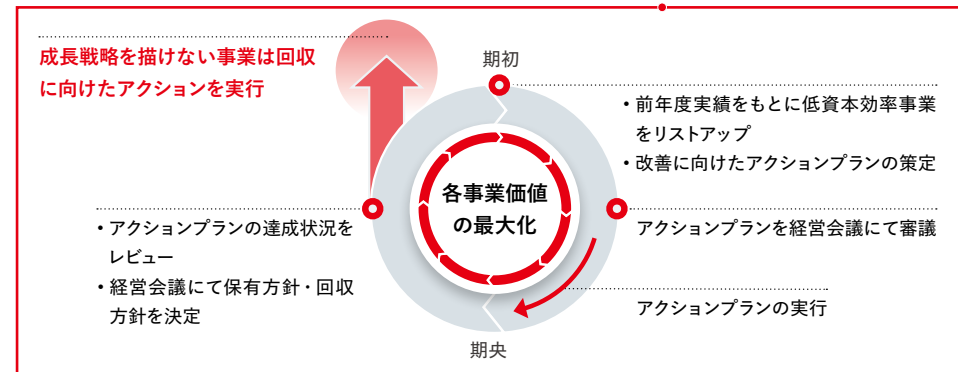 成長戦略を描けない事業は回収
に向けたアクションを実行
期初
・前年度実績をもとに低資本効率事業
をリストアップ
・改善に向けたアクションプランの策定
各事業価値
の最大化
アクションプランを経営会議にて審議
・アクションプランの達成状況を
レビュー
・経営会議にて保有方針・回収
方針を決定
アクションプランの実行
期央